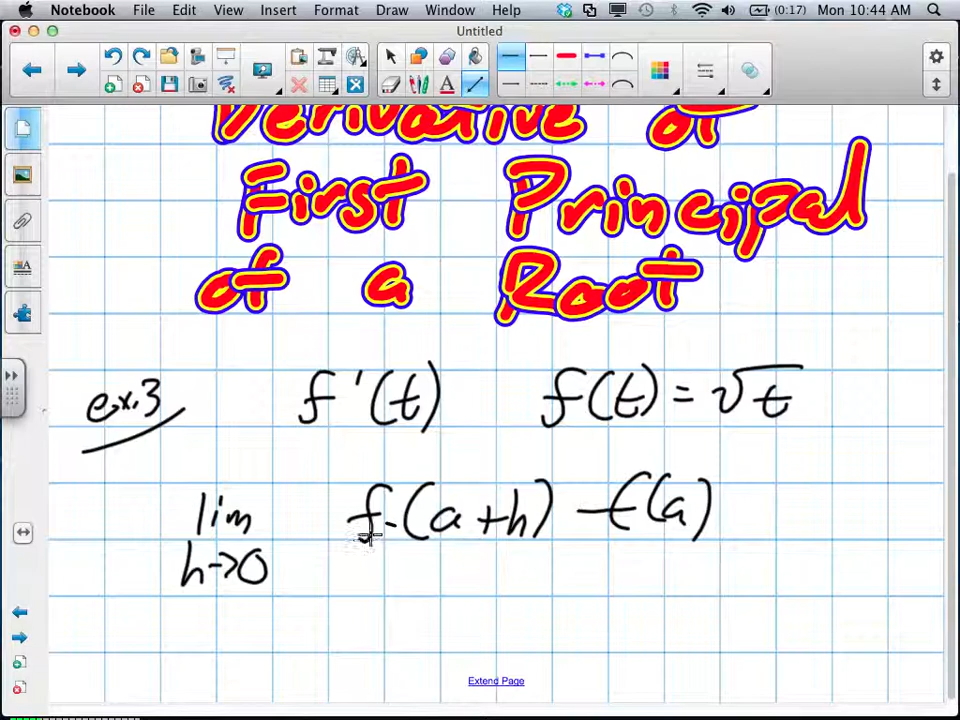 Notebook File Edit View Insert Format Draw Window Help (0:17) Mon 10:44 AM
Untitled
Derivative of
First Principal
of a Root
ex.3 f'(t) f(t) = √t
lim f(a+h) - f(a)
h→0
Extend Page